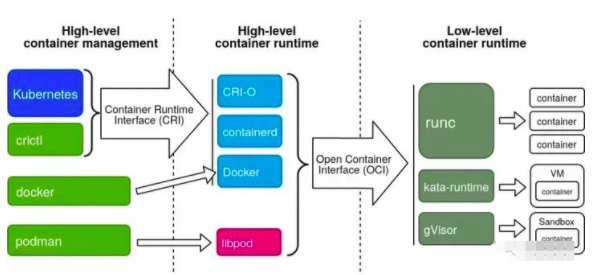 High-level
container management
High-level
container runtime
Low-level
container runtime
Kubernetes
crictl
docker
podman
Container Runtime
Interface (CRI)
CRI-O
containerd
Docker
libpod
Open Container
Interface (OCI)
runc
kata-runtime
gVisor
container
container
container
VM
container
Sandbox
container